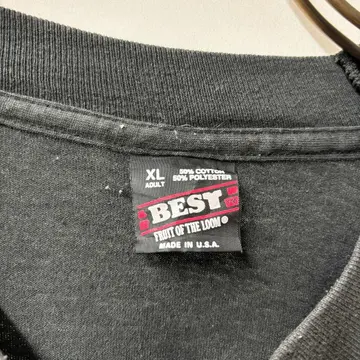 XL
ADULT
50% COTTON
50% POLYESTER
BEST
FRUIT OF THE LOOM®
MADE IN U.S.A.